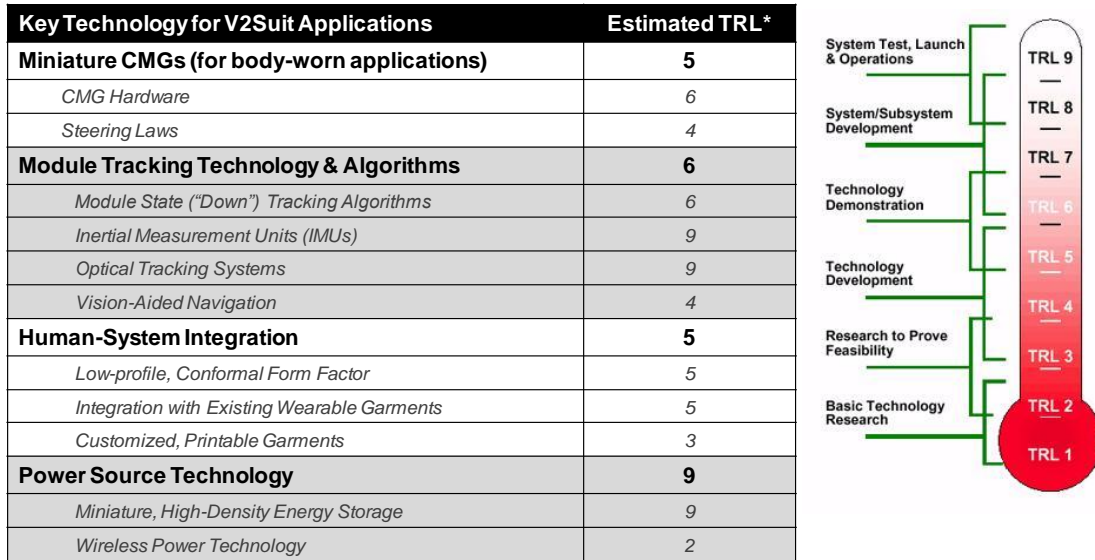 Key Technology for V2Suit Applications Estimated TRL*
Miniature CMGs (for body-worn applications) 5
CMG Hardware 6
Steering Laws 4
Module Tracking Technology & Algorithms 6
Module State ("Down") Tracking Algorithms 6
Inertial Measurement Units (IMUs) 9
Optical Tracking Systems 9
Vision-Aided Navigation 4
Human-System Integration 5
Low-profile, Conformal Form Factor 5
Integration with Existing Wearable Garments 5
Customized, Printable Garments 3
Power Source Technology 9
Miniature, High-Density Energy Storage 9
Wireless Power Technology 2
System Test, Launch
& Operations
System/Subsystem
Development
Technology
Demonstration
Technology
Development
Research to Prove
Feasibility
Basic Technology
Research
TRL 9
TRL 8
TRL 7
TRL 6
TRL 5
TRL 4
TRL 3
TRL 2
TRL 1